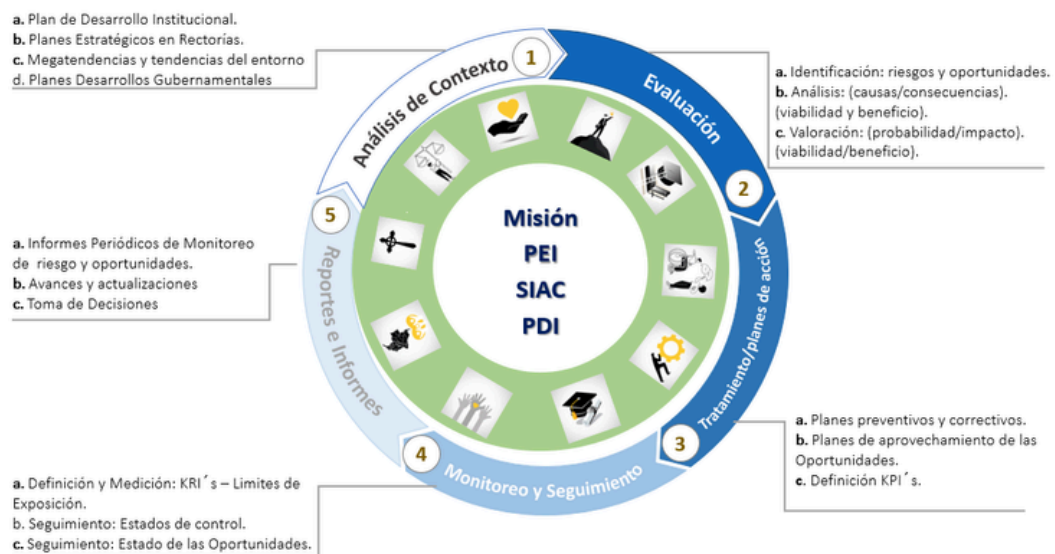 a. Plan de Desarrollo Institucional.
b. Planes Estratégicos en Rectorías.
c. Megatendencias y tendencias del entorno
d. Planes Desarrollos Gubernamentales
1
Análisis de Contexto
Evaluación
a. Identificación: riesgos y oportunidades.
b. Análisis: (causas/consecuencias).
(viabilidad y beneficio).
c. Valoración: (probabilidad/impacto).
(viabilidad/beneficio).
2
Tratamiento/planes de acción
a. Planes preventivos y correctivos.
b. Planes de aprovechamiento de las
Oportunidades.
c. Definición KPI´s.
3
Monitoreo y Seguimiento
4
a. Definición y Medición: KRI´s – Limites de
Exposición.
b. Seguimiento: Estados de control.
c. Seguimiento: Estado de las Oportunidades.
5
Reportes e Informes
a. Informes Periódicos de Monitoreo
de riesgo y oportunidades.
b. Avances y actualizaciones
c. Toma de Decisiones
Misión
PEI
SIAC
PDI